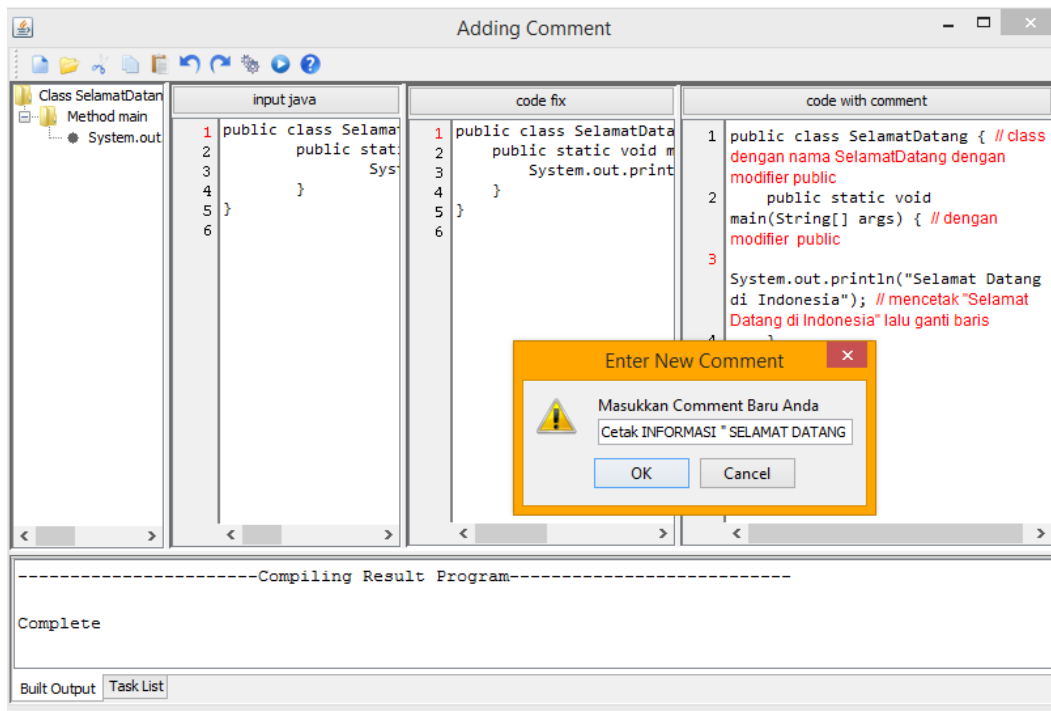 Adding Comment
Class SelamatDatan
Method main
System.out
input java
1 public class Selamat
2 public stati
3 Syst
4 }
5 }
6
code fix
1 public class SelamatData
2 public static void m
3 System.out.print
4 }
5 }
6
code with comment
1 public class SelamatDatang { // class
dengan nama SelamatDatang dengan
modifier public
2 public static void
main(String[] args) { // dengan
modifier public
3
System.out.println("Selamat Datang
di Indonesia"); // mencetak "Selamat
Datang di Indonesia" lalu ganti baris
4 }
Enter New Comment
Masukkan Comment Baru Anda
Cetak INFORMASI " SELAMAT DATANG
OK Cancel
-----------------------Compiling Result Program---------------------------
Complete
Built Output Task List